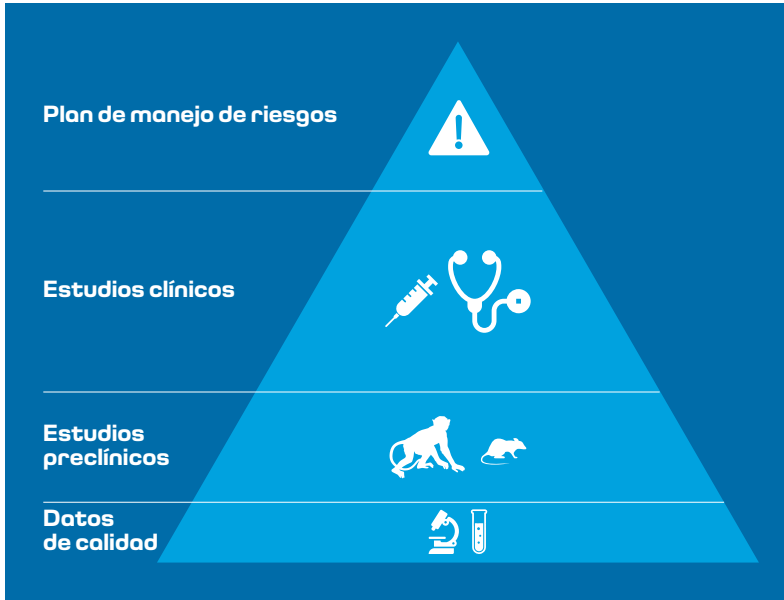 Plan de manejo de riesgos
Estudios clínicos
Estudios
preclínicos
Datos
de calidad